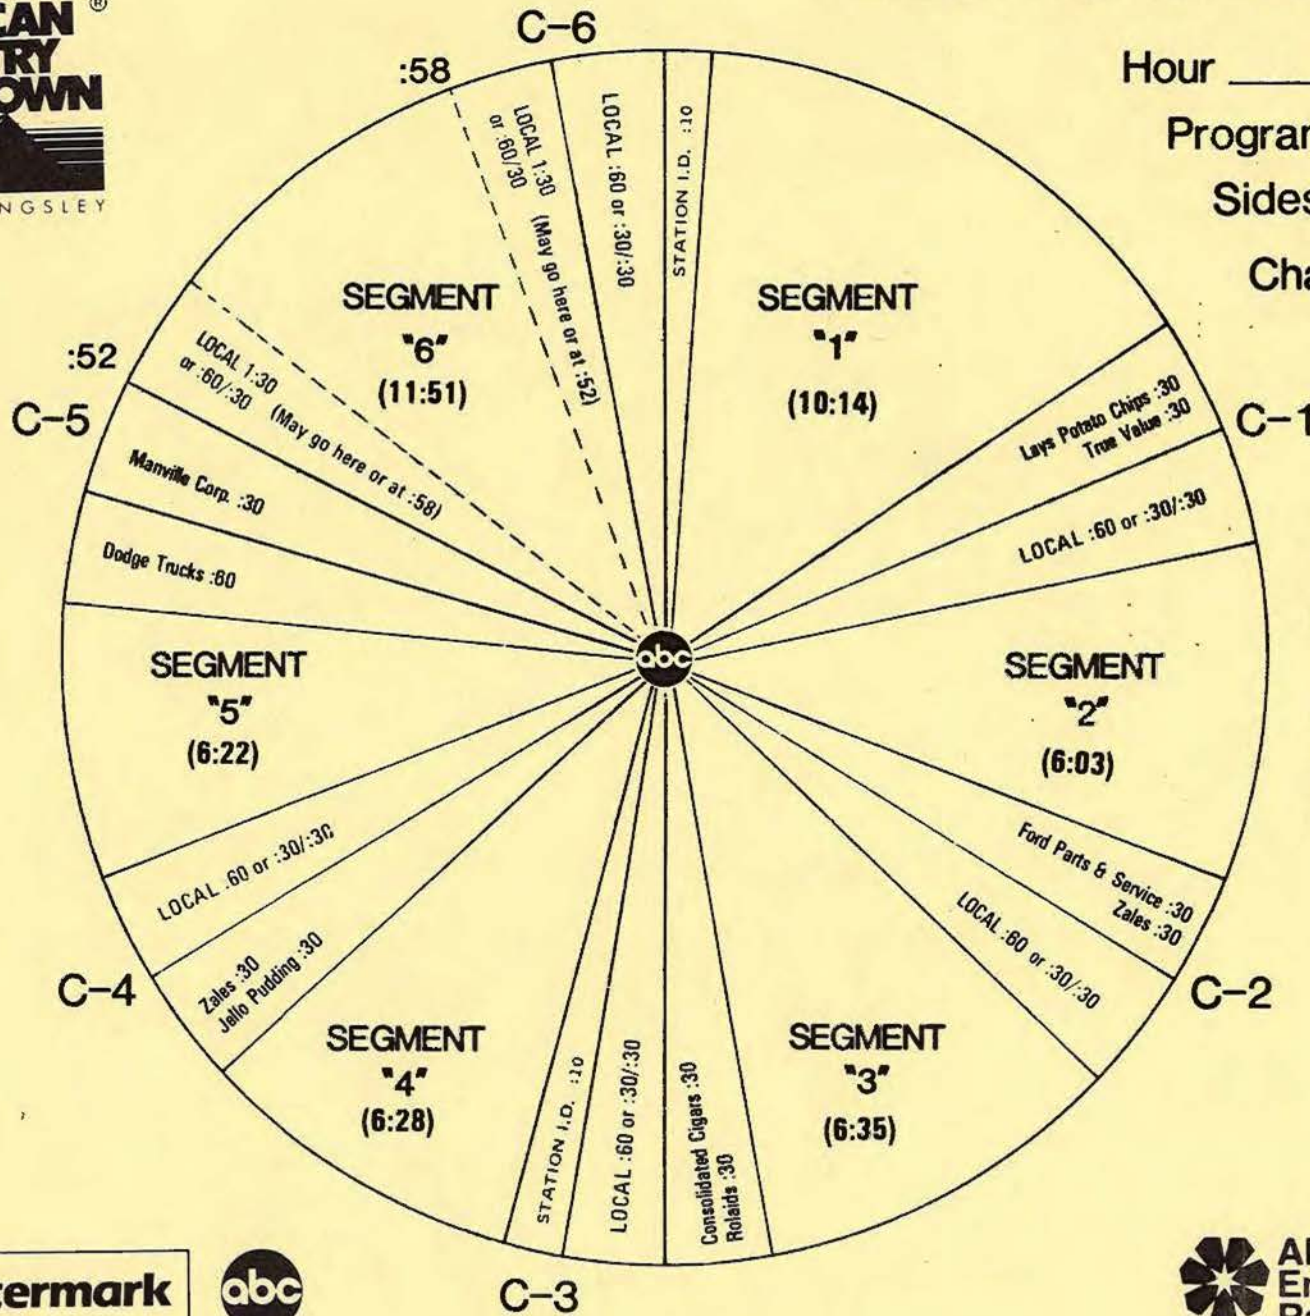 CAN ®
TRY
OWN
NGSLEY
C-6
:58
Hour
Program
Sides
Cha
STATION I.D. :10
LOCAL :60 or :30/:30
LOCAL 1:30
or :60/30 (May go here or at :52)
SEGMENT
"6"
(11:51)
SEGMENT
"1"
(10:14)
:52
C-5
LOCAL 1:30
or :60/:30 (May go here or at :58)
Manville Corp. :30
Dodge Trucks :60
Lays Potato Chips :30
True Value :30
C-1
LOCAL :60 or :30/:30
abc
SEGMENT
"5"
(6:22)
SEGMENT
"2"
(6:03)
Ford Parts & Service :30
Zales :30
LOCAL :60 or :30/:30
C-2
LOCAL :60 or :30/:30
C-4
Zales :30
Jello Pudding :30
SEGMENT
"4"
(6:28)
STATION I.D. :10
LOCAL :60 or :30/:30
Consolidated Cigars :30
Rolaids :30
SEGMENT
"3"
(6:35)
C-3
termark
abc